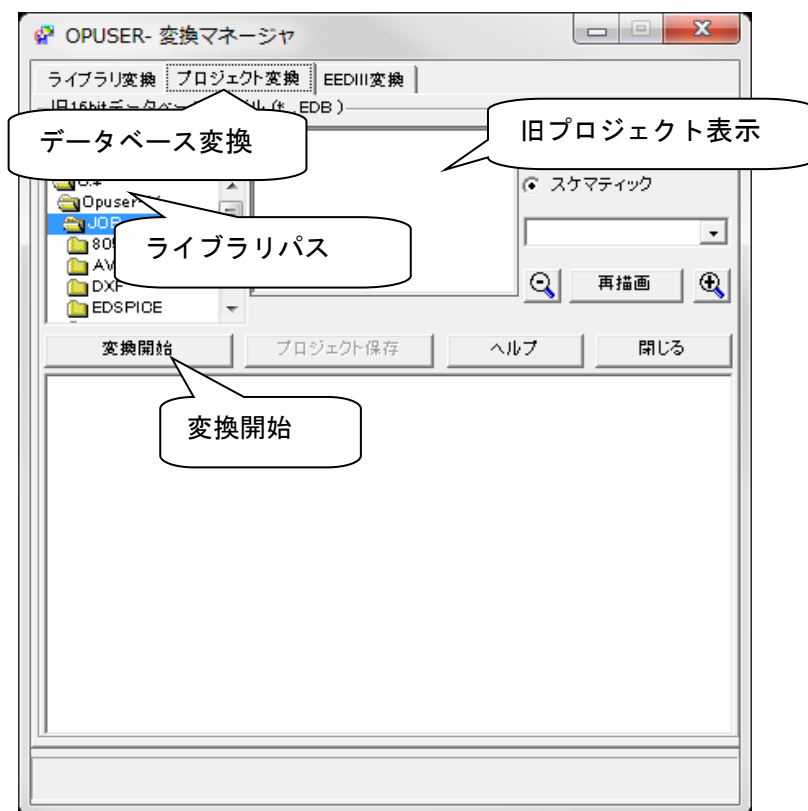 OPUSER- 変換マネージャ
ライブラリ変換 プロジェクト変換 EEDIII変換
旧16bitデータベー (*. EDB )
データベース変換
旧プロジェクト表示
Opuser
スケマティック
JOB
ライブラリパス
DXF
EDSPICE
再描画
変換開始 プロジェクト保存 ヘルプ 閉じる
変換開始